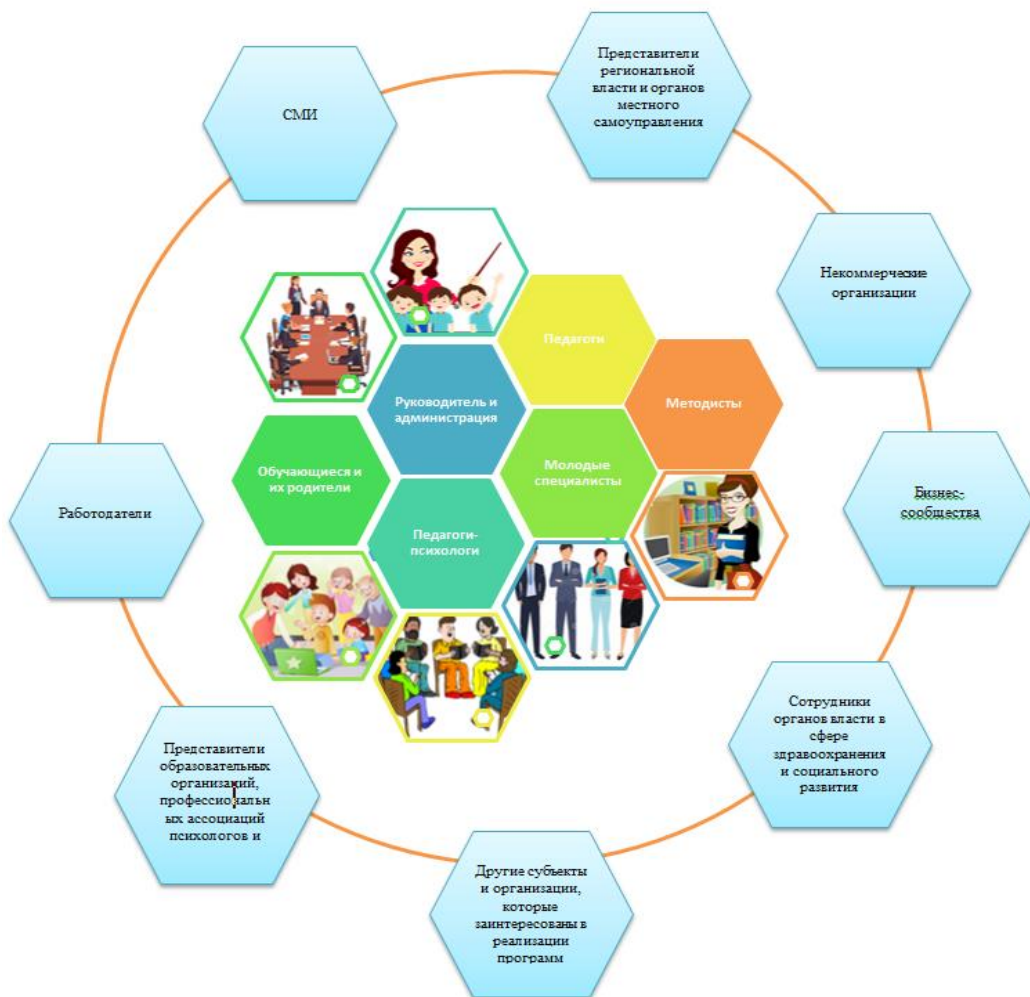 СМИ
Представители
региональной
власти и органов
местного
самоуправления
Некоммерческие
организации
Педагоги
Руководитель и
администрация
Методисты
Обучающиеся и
их родители
Молодые
специалисты
Педагоги-
психологи
Работодатели
Бизнес-
сообщества
Сотрудники
органов власти в
сфере
здравоохранения
и социального
развития
Представители
образовательных
организаций,
профессиональн
ых ассоциаций
психологов и
Другие субъекты
и организации,
которые
заинтересованы в
реализации
программ